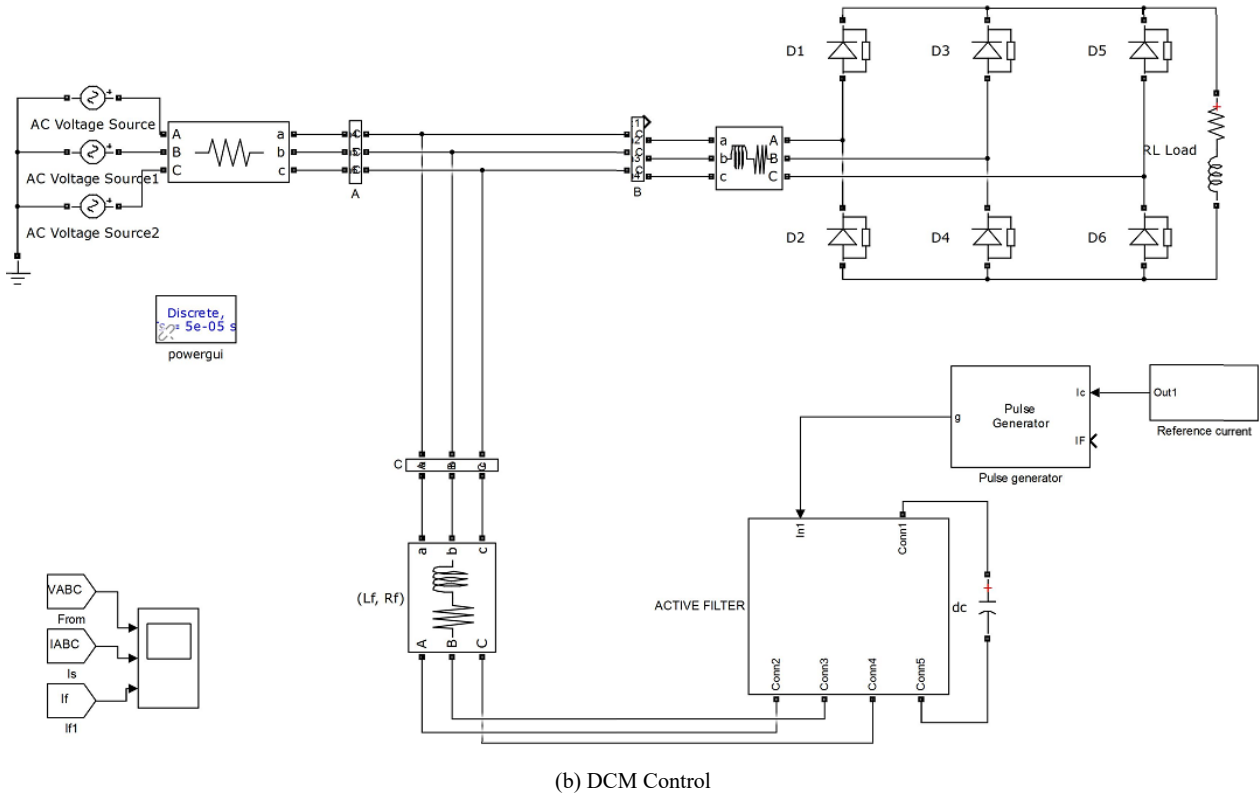 D1
D3
D5
AC Voltage Source
AC Voltage Source1
AC Voltage Source2
A
B
C
a
b
c
A
1
2
3
4
B
a
b
c
A
B
C
RL Load
D2
D4
D6
Discrete,
= 5e-05 s
powergui
Pulse
Generator
g
Ic
IF
Pulse generator
Out1
Reference current
C
a
b
c
(Lf, Rf)
A
B
C
In1
Conn1
ACTIVE FILTER
dc
Conn2
Conn3
Conn4
Conn5
VABC
From
IABC
Is
If
If1
(b) DCM Control